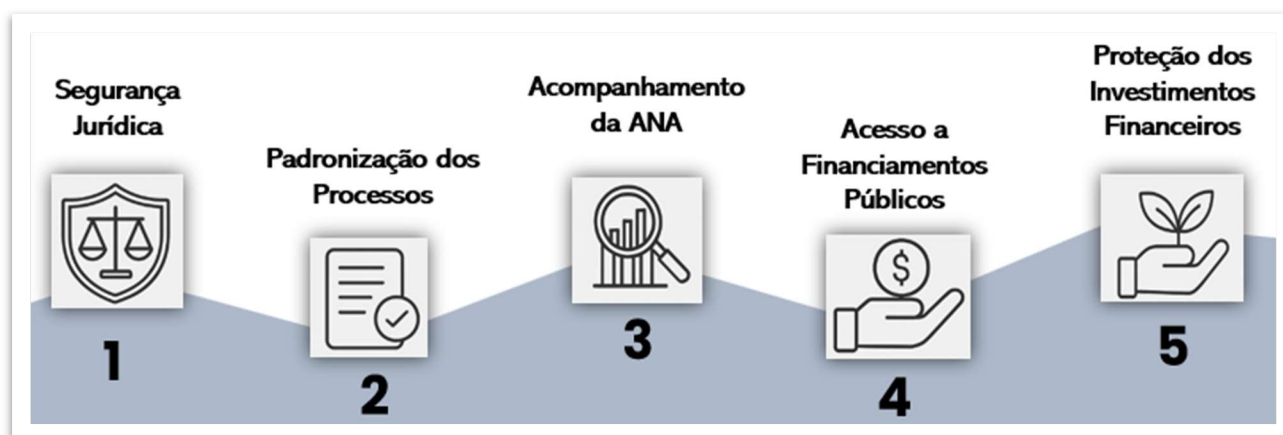 Segurança
Jurídica
1
Padronização dos
Processos
2
Acompanhamento
da ANA
3
Acesso a
Financiamentos
Públicos
$
4
Proteção dos
Investimentos
Financeiros
5